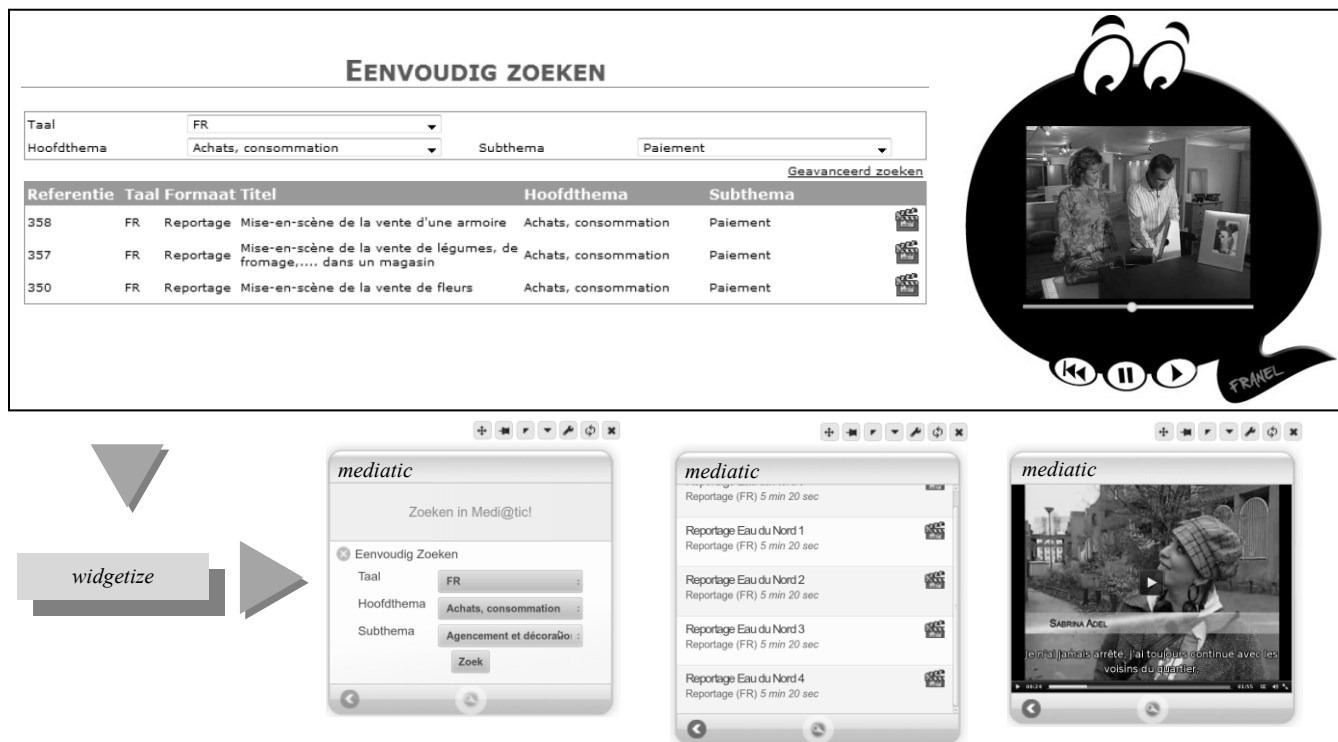 EENVOUDIG ZOEKEN
Taal FR
Hoofdthema Achats, consommation Subthema Paiement
Geavanceerd zoeken
Referentie Taal Formaat Titel Hoofdthema Subthema
358 FR Reportage Mise-en-scène de la vente d'une armoire Achats, consommation Paiement
357 FR Reportage Mise-en-scène de la vente de légumes, de
fromage,.... dans un magasin Achats, consommation Paiement
350 FR Reportage Mise-en-scène de la vente de fleurs Achats, consommation Paiement
FRANEL
widgetize
mediatic
Zoeken in Medi@tic!
Eenvoudig Zoeken
Taal FR
Hoofdthema Achats, consommation
Subthema Agencement et décoration
Zoek
mediatic
Reportage (FR) 5 min 20 sec
Reportage Eau du Nord 1
Reportage (FR) 5 min 20 sec
Reportage Eau du Nord 2
Reportage (FR) 5 min 20 sec
Reportage Eau du Nord 3
Reportage (FR) 5 min 20 sec
Reportage Eau du Nord 4
Reportage (FR) 5 min 20 sec
mediatic
SABRINA ADEL
Je n'ai jamais arrêté, j'ai toujours continué avec les
voisins du quartier,
00:24 01:55